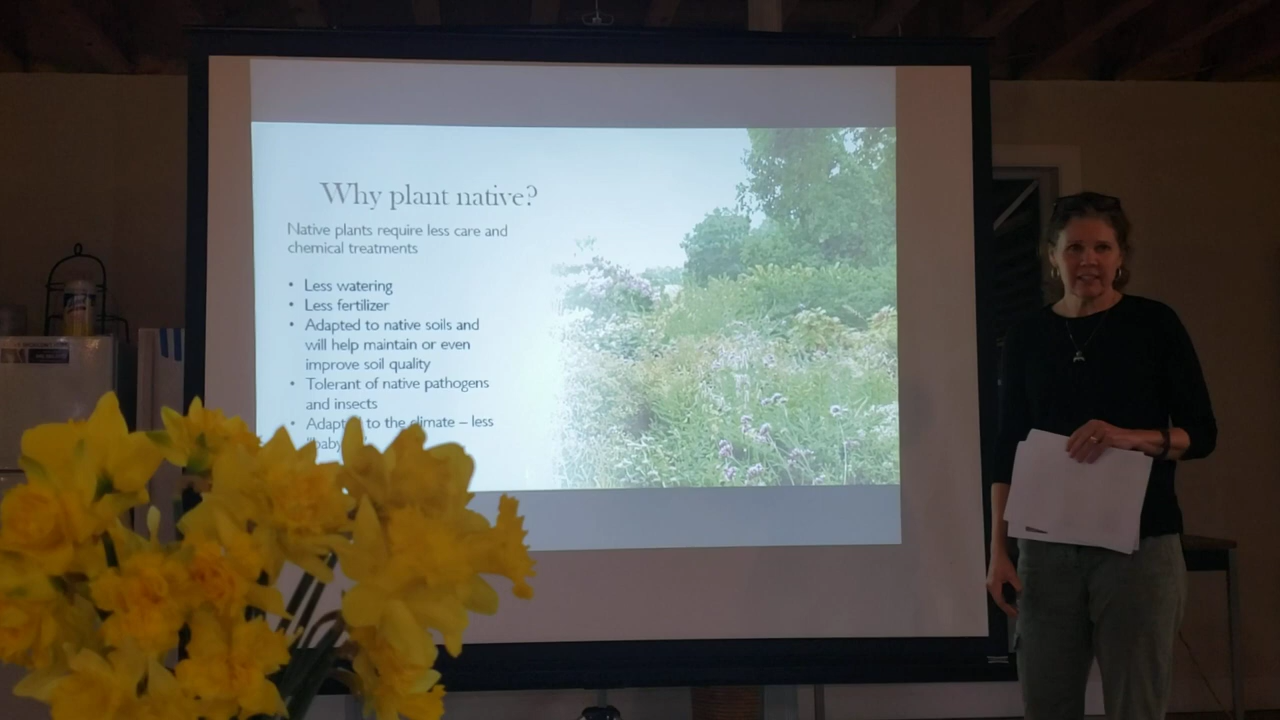 Why plant native?
Native plants require less care and
chemical treatments
• Less watering
• Less fertilizer
• Adapted to native soils and
will help maintain or even
improve soil quality
• Tolerant of native pathogens
and insects
• Adapted to the climate – less